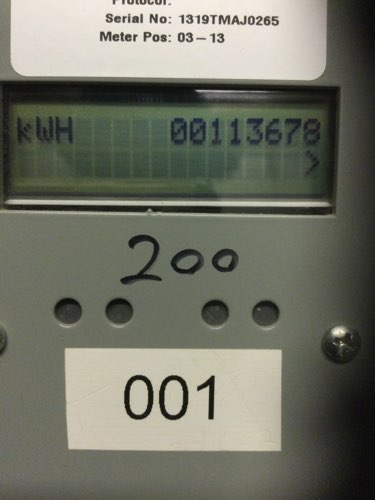 Protocol:
Serial No: 1319TMAJ0265
Meter Pos: 03-13
kWH 00113678
>
200
001